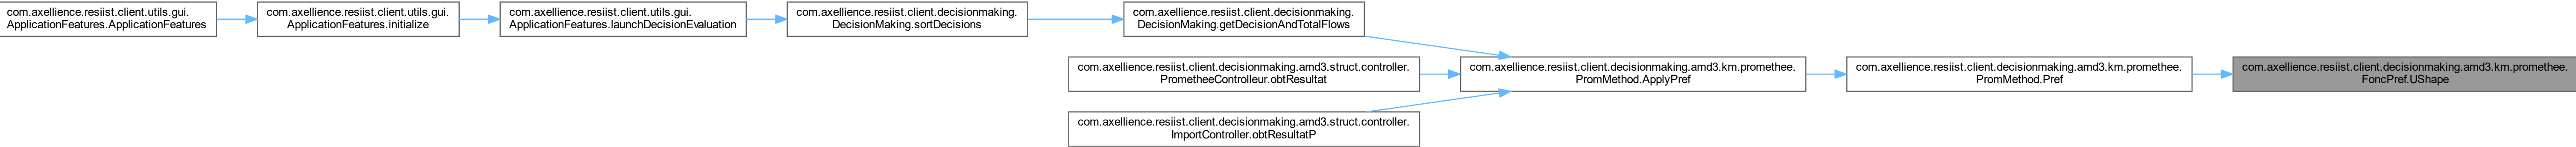 com.axellience.resiist.client.utils.gui.
ApplicationFeatures.ApplicationFeatures
com.axellience.resiist.client.utils.gui.
ApplicationFeatures.initialize
com.axellience.resiist.client.utils.gui.
ApplicationFeatures.launchDecisionEvaluation
com.axellience.resiist.client.decisionmaking.
DecisionMaking.sortDecisions
com.axellience.resiist.client.decisionmaking.
DecisionMaking.getDecisionAndTotalFlows
com.axellience.resiist.client.decisionmaking.amd3.struct.controller.
PrometheeControlleur.obtResultat
com.axellience.resiist.client.decisionmaking.amd3.struct.controller.
ImportController.obtResultatP
com.axellience.resiist.client.decisionmaking.amd3.km.promethee.
PromMethod.ApplyPref
com.axellience.resiist.client.decisionmaking.amd3.km.promethee.
PromMethod.Pref
com.axellience.resiist.client.decisionmaking.amd3.km.promethee.
FoncPref.UShape